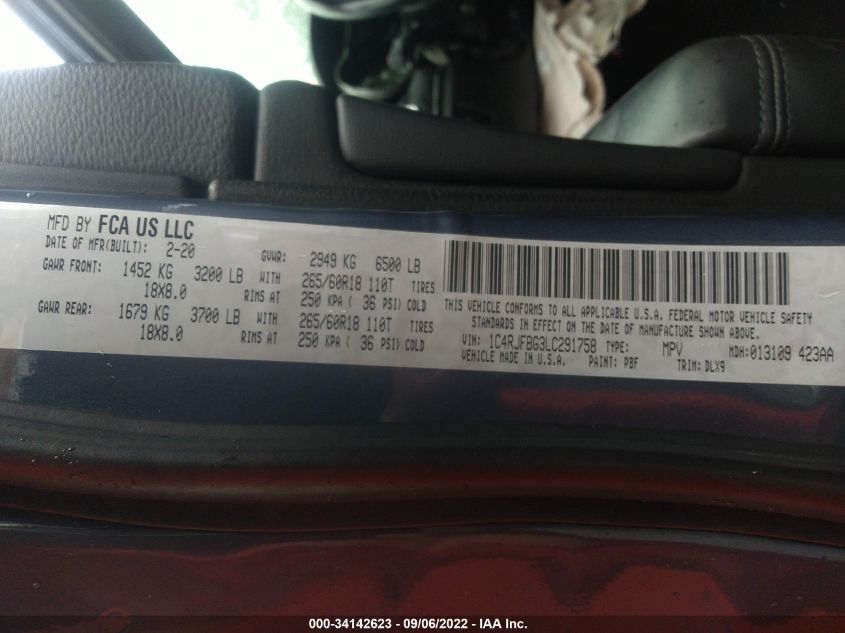 MFD BY FCA US LLC
DATE OF MFR(BUILT): 2-20 GVWR: 2949 KG 6500 LB
GAWR FRONT: 1452 KG 3200 LB WITH 265/60R18 110T TIRES
18X8.0 RIMS AT 250 KPA ( 36 PSI) COLD
GAWR REAR: 1679 KG 3700 LB WITH 265/60R18 110T TIRES
18X8.0 RIMS AT 250 KPA ( 36 PSI) COLD
THIS VEHICLE CONFORMS TO ALL APPLICABLE U.S.A. FEDERAL MOTOR VEHICLE SAFETY
STANDARDS IN EFFECT ON THE DATE OF MANUFACTURE SHOWN ABOVE.
VIN: 1C4RJFBG3LC291758 TYPE: MPV MDH:013109 423AA
VEHICLE MADE IN U.S.A. PAINT: PBF TRIM: DLX9
000-34142623 - 09/06/2022 - IAA Inc.